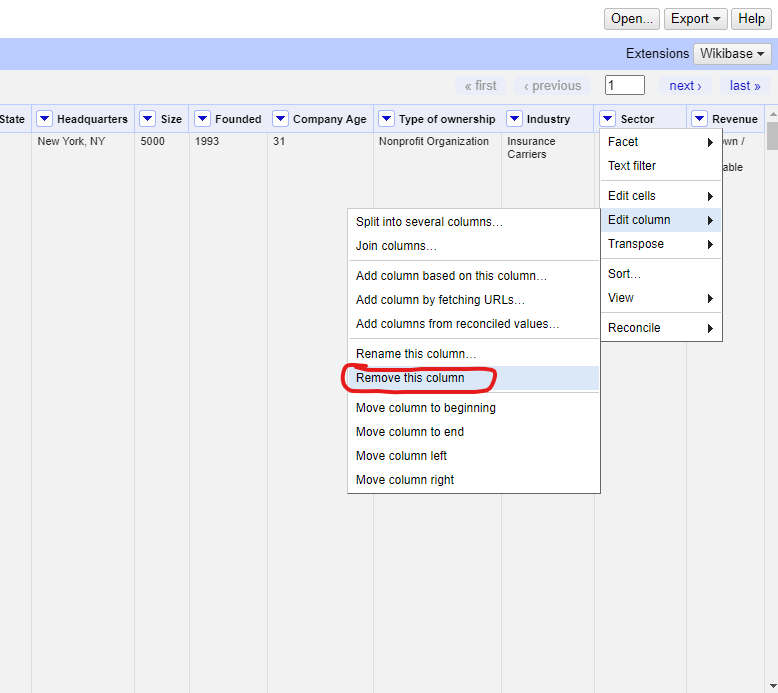 Open... Export Help
Extensions Wikibase
« first ‹ previous 1 next › last »
State Headquarters Size Founded Company Age Type of ownership Industry Sector Revenue
New York, NY 5000 1993 31 Nonprofit Organization Insurance
Carriers
Facet
Text filter
Edit cells
Edit column
Transpose
Sort...
View
Reconcile
Split into several columns...
Join columns...
Add column based on this column...
Add column by fetching URLs...
Add columns from reconciled values...
Rename this column...
Remove this column
Move column to beginning
Move column to end
Move column left
Move column right